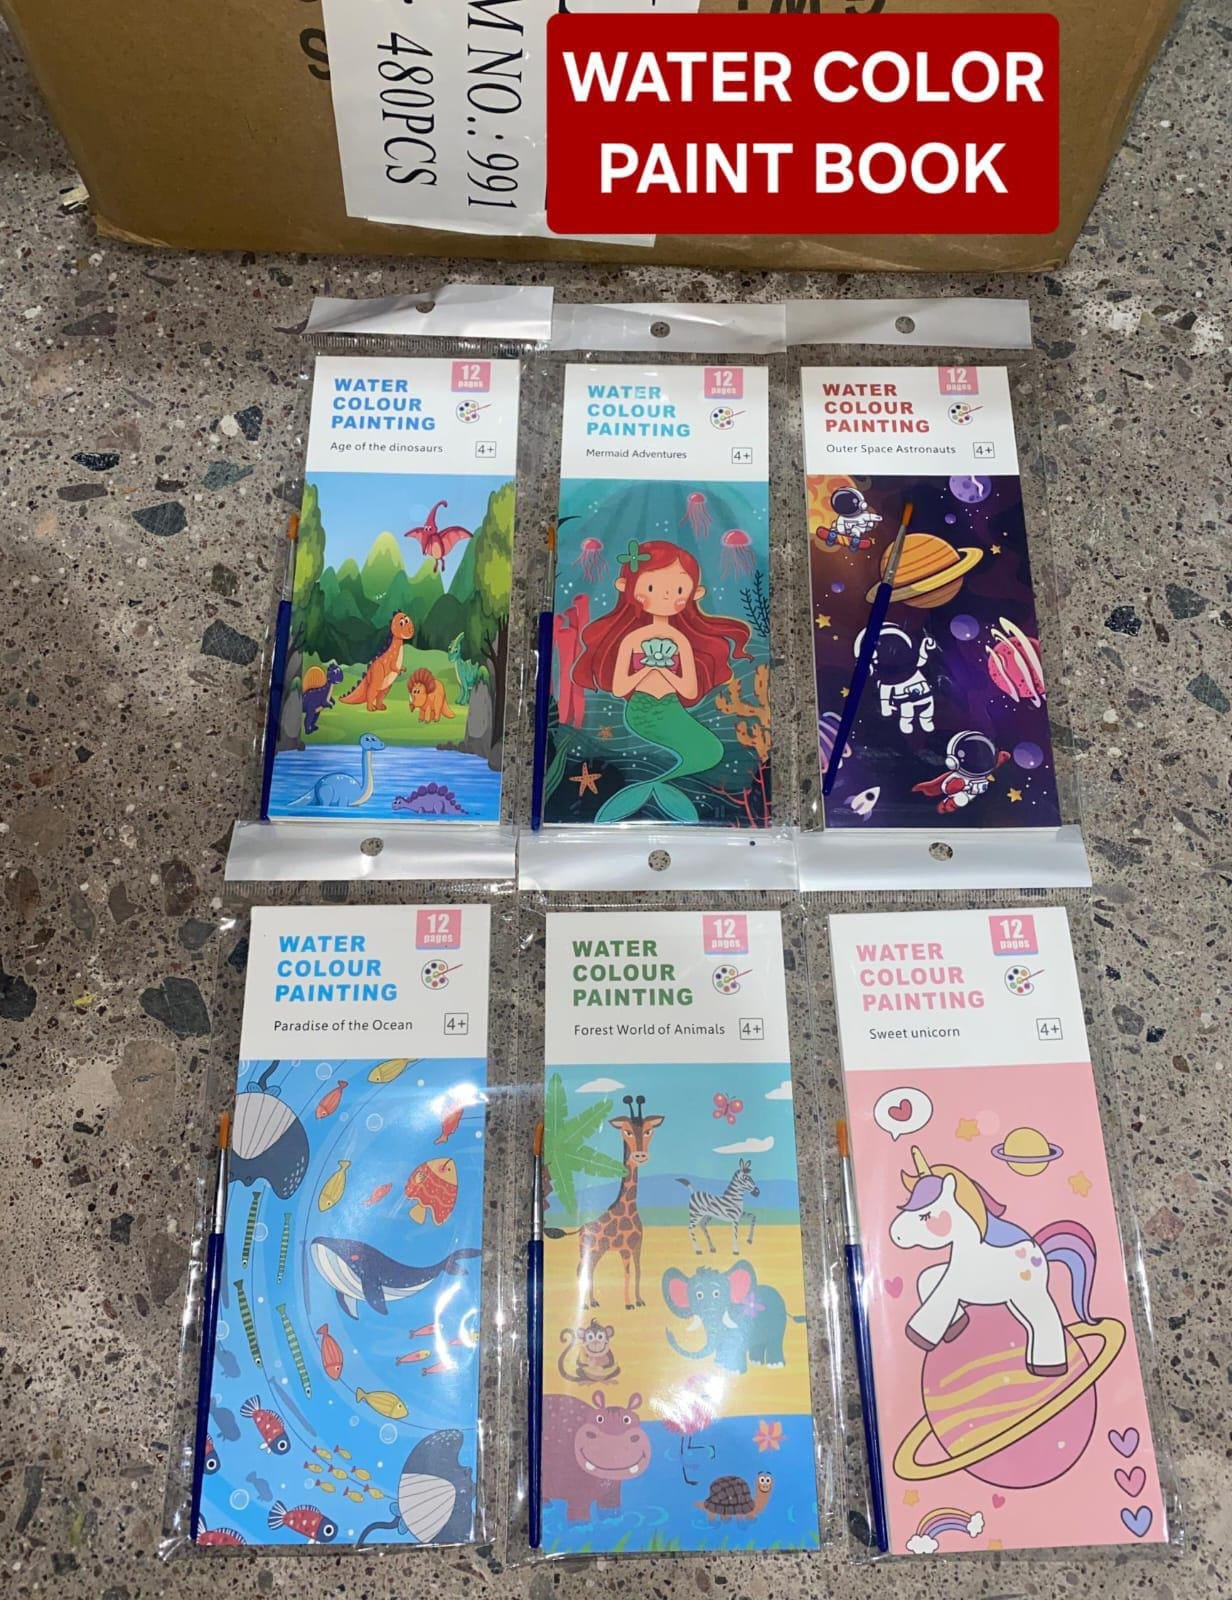 WATER COLOR
PAINT BOOK
M NO.:991
480PCS
S
12
pages
WATER
COLOUR
PAINTING
Age of the dinosaurs
4+
12
pages
WATER
COLOUR
PAINTING
Mermaid Adventures
4+
12
pages
WATER
COLOUR
PAINTING
Outer Space Astronauts
4+
12
pages
WATER
COLOUR
PAINTING
Paradise of the Ocean
4+
12
pages
WATER
COLOUR
PAINTING
Forest World of Animals
4+
12
pages
WATER
COLOUR
PAINTING
Sweet unicorn
4+